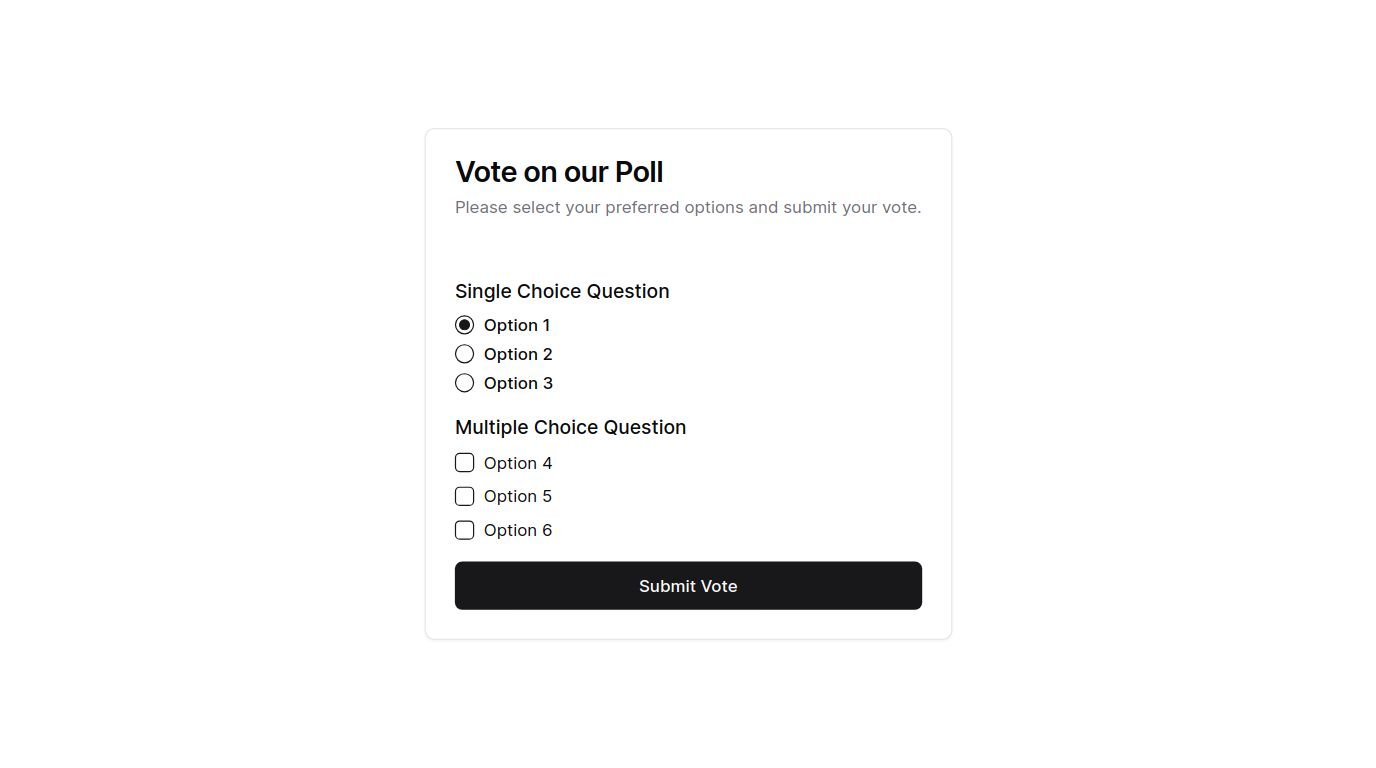 Vote on our Poll
Please select your preferred options and submit your vote.
Single Choice Question
Option 1
Option 2
Option 3
Multiple Choice Question
Option 4
Option 5
Option 6
Submit Vote